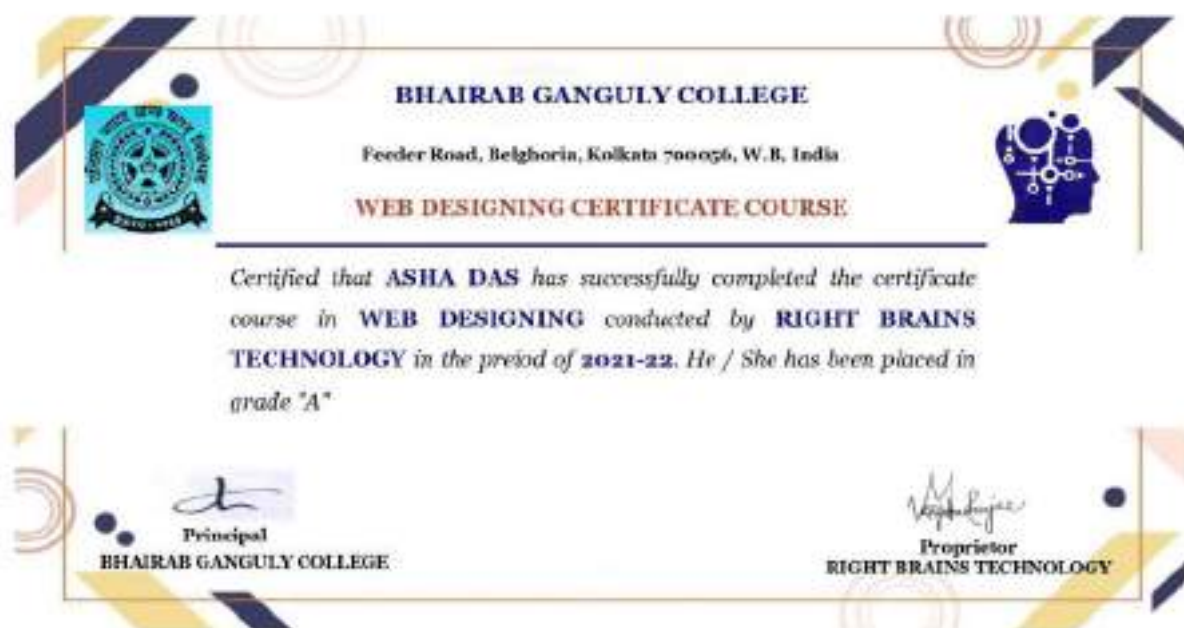 BHAIRAB GANGULY COLLEGE
Feeder Road, Belghoria, Kolkata 700056, W.B, India
WEB DESIGNING CERTIFICATE COURSE
Certified that ASHA DAS has successfully completed the certificate
course in WEB DESIGNING conducted by RIGHT BRAINS
TECHNOLOGY in the preiod of 2021-22. He / She has been placed in
grade "A"
Principal
BHAIRAB GANGULY COLLEGE
Proprietor
RIGHT BRAINS TECHNOLOGY